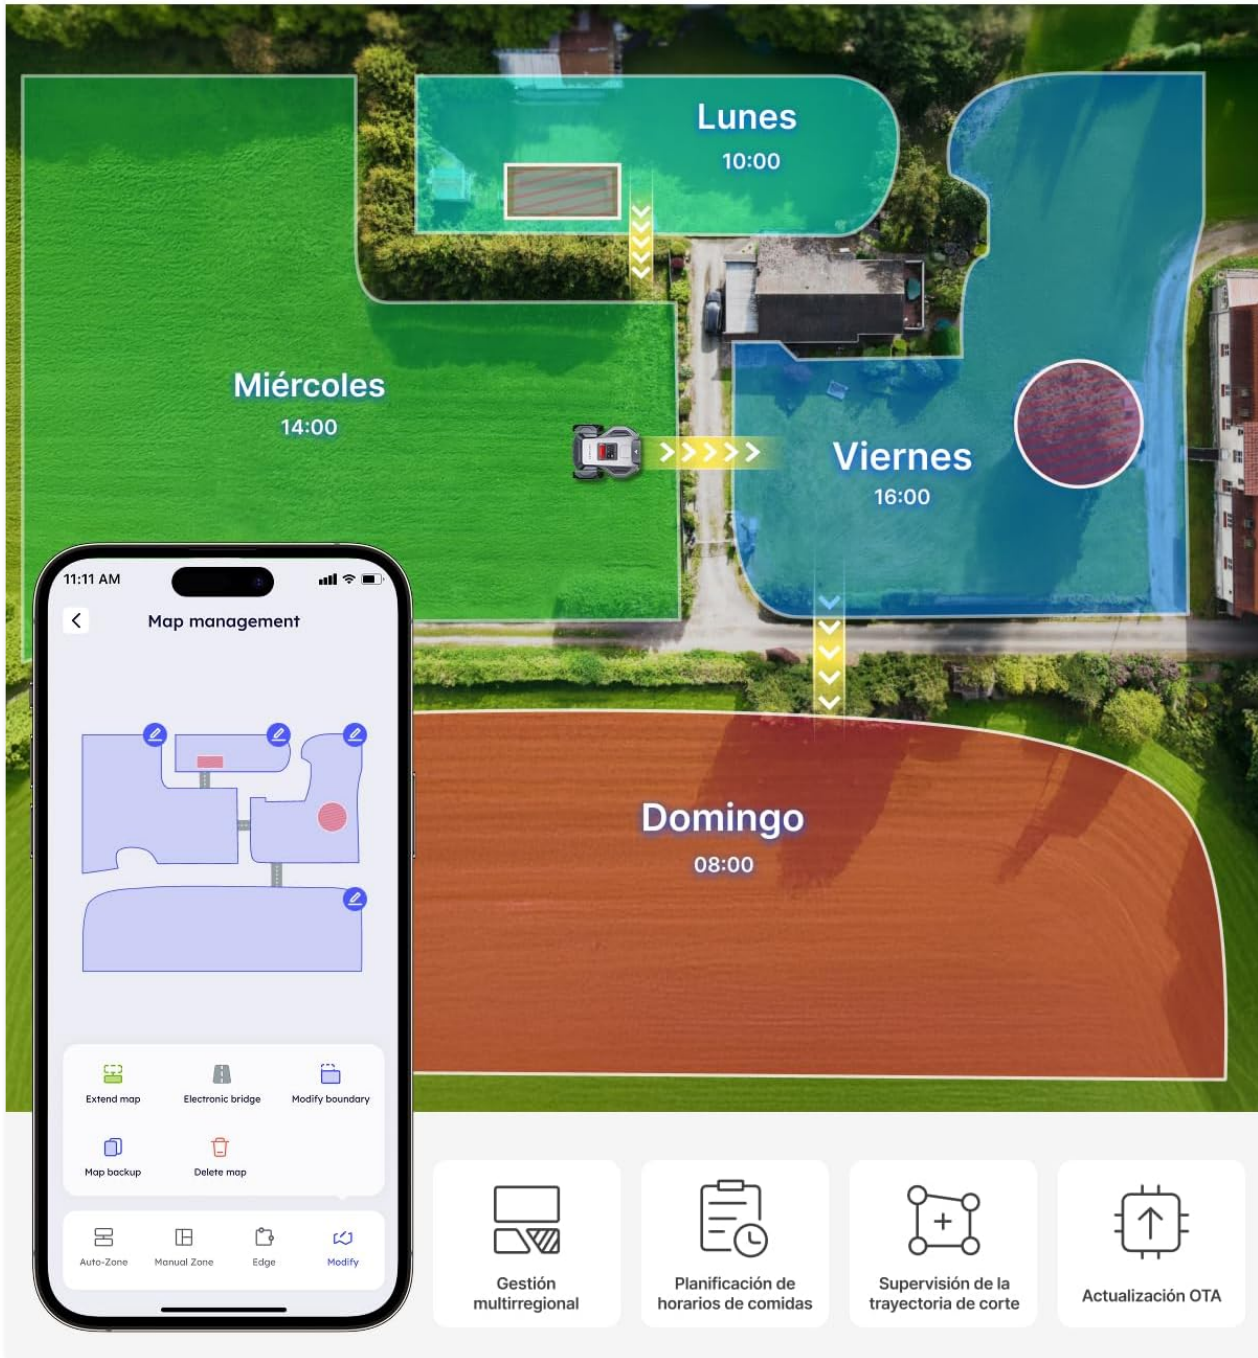 Lunes
10:00
Miércoles
14:00
Viernes
16:00
Domingo
08:00
11:11 AM
Map management
Extend map
Electronic bridge
Modify boundary
Map backup
Delete map
Auto-Zone
Manual Zone
Edge
Modify
Gestión
multirregional
Planificación de
horarios de comidas
Supervisión de la
trayectoria de corte
Actualización OTA